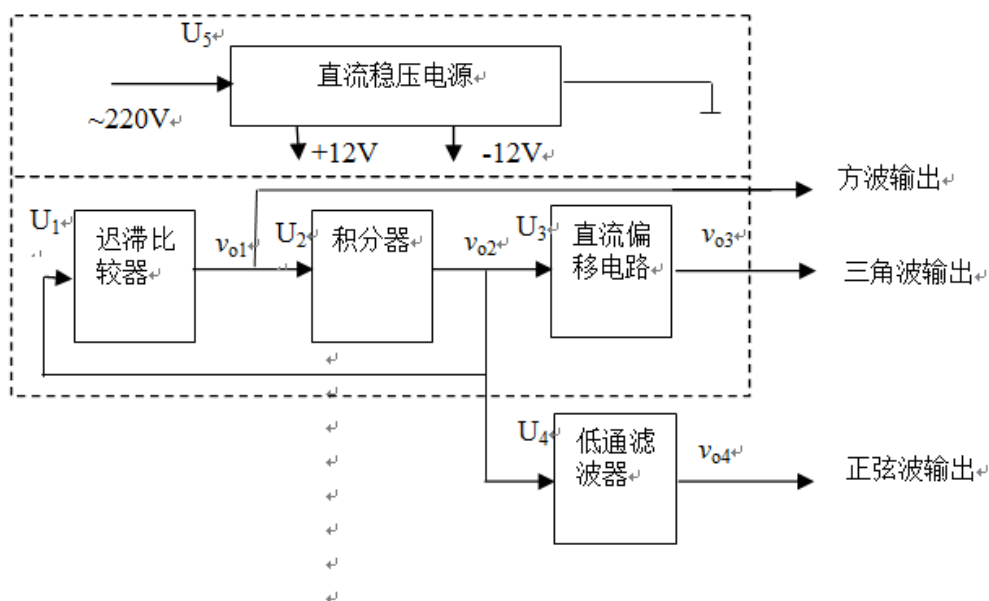 U5↵
直流稳压电源↵
~220V↵
+12V
-12V↵
方波输出↵
U1↵
迟滞比
较器↵
vo1↵
U2↵
积分器↵
vo2↵
U3↵
直流偏
移电路↵
vo3↵
三角波输出↵
U4↵
低通滤
波器↵
vo4↵
正弦波输出↵